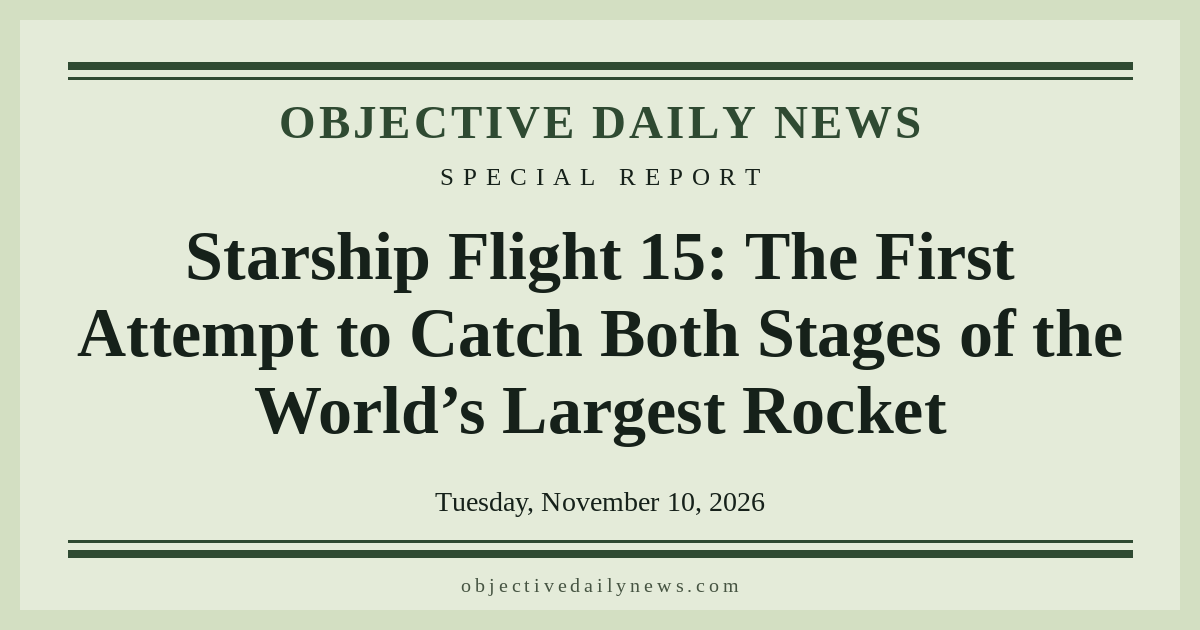 OBJECTIVE DAILY NEWS
SPECIAL REPORT
Starship Flight 15: The First
Attempt to Catch Both Stages of the
World’s Largest Rocket
Tuesday, November 10, 2026
objectivedailynews.com